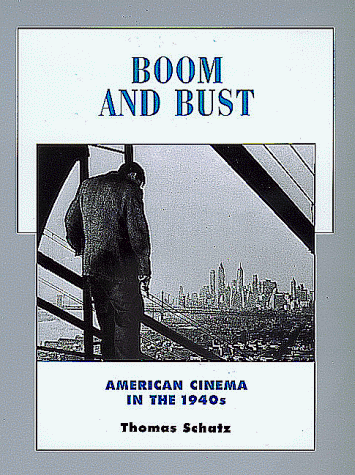 BOOM
AND BUST
AMERICAN CINEMA
IN THE 1940s
Thomas Schatz